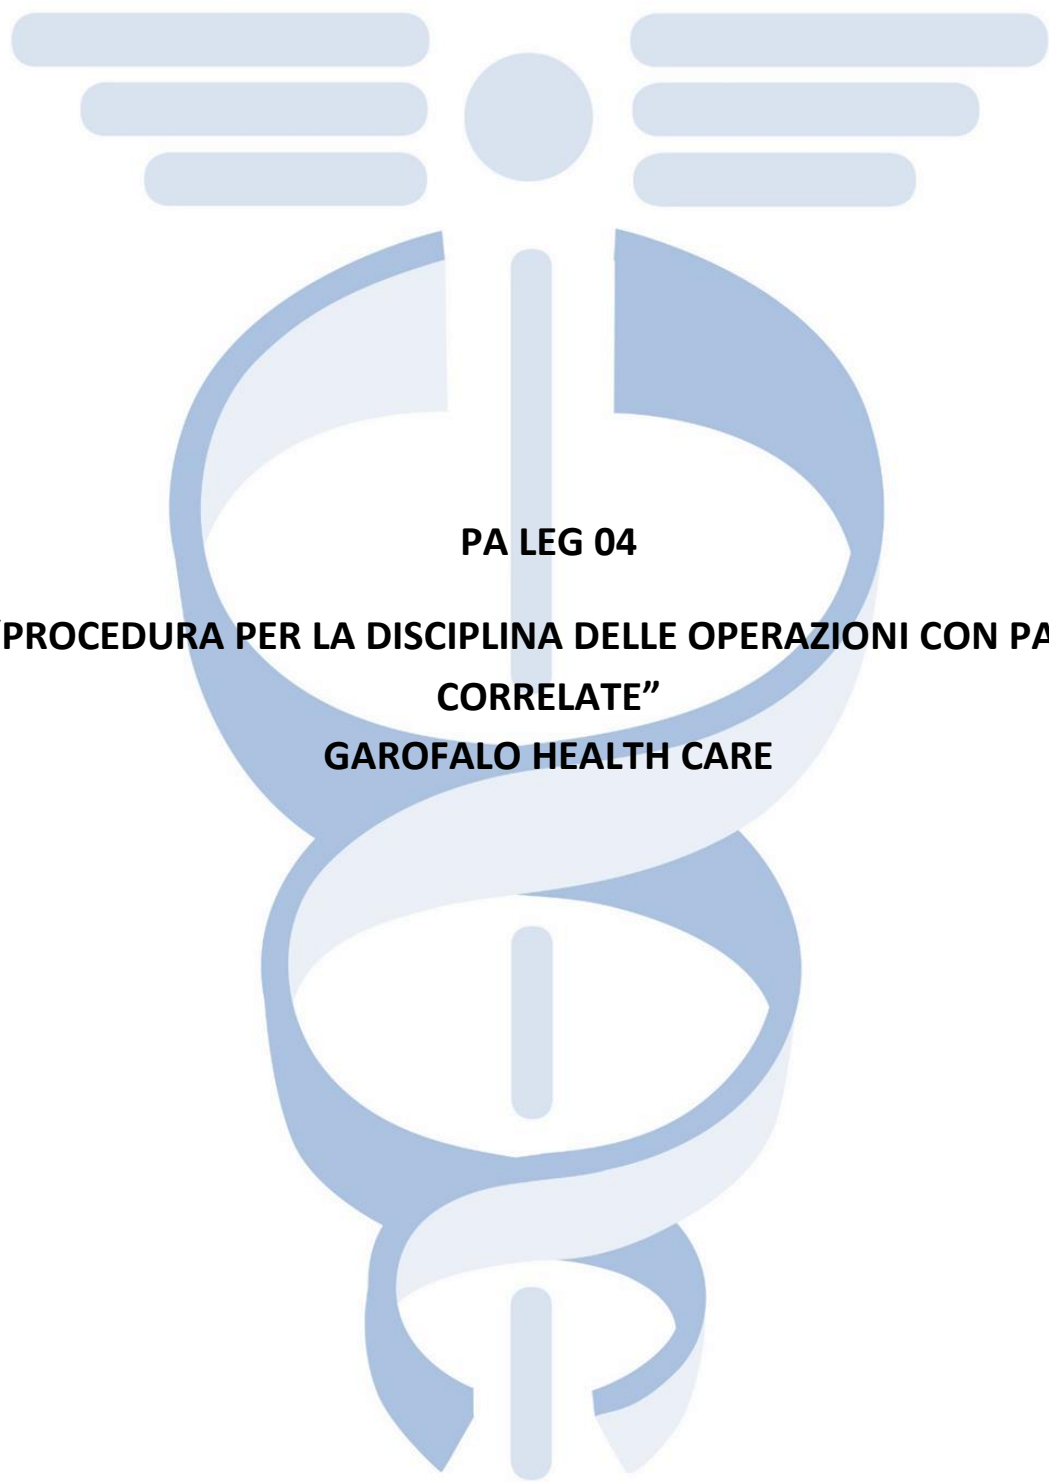 PA LEG 04
“PROCEDURA PER LA DISCIPLINA DELLE OPERAZIONI CON PA
CORRELATE”
GAROFALO HEALTH CARE